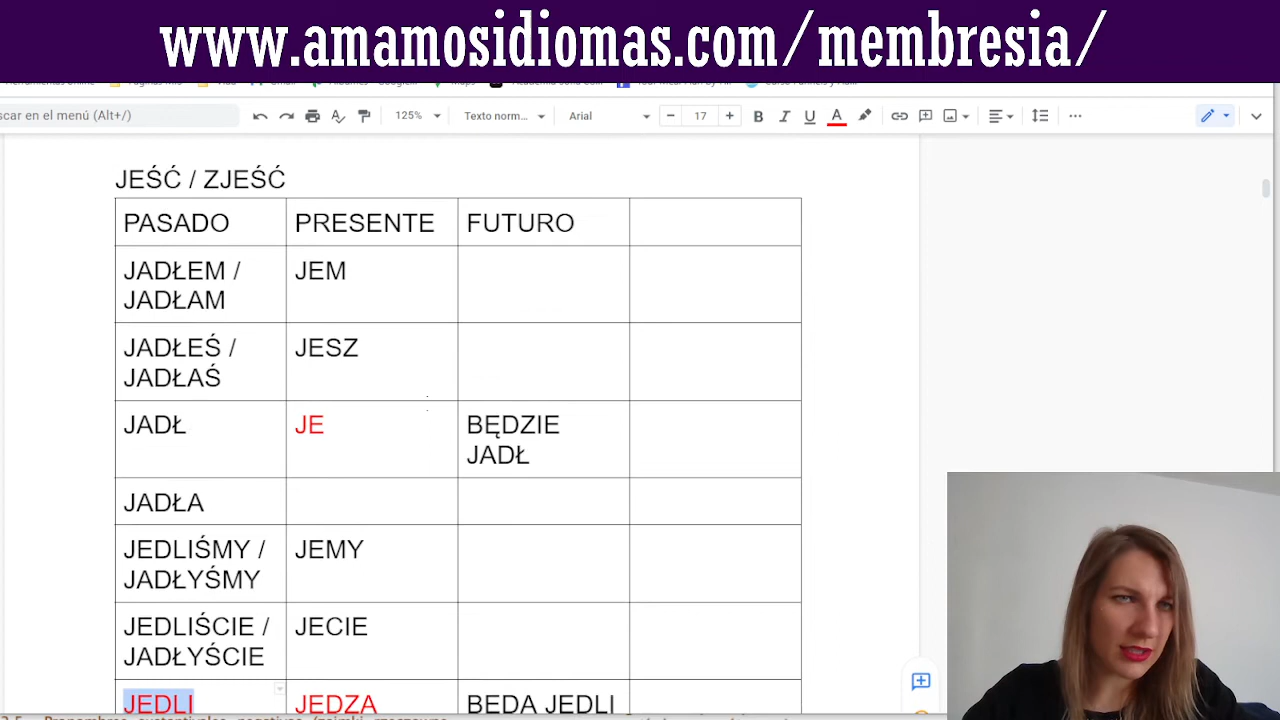 www.amamosidiomas.com/membresia/
scar en el menú (Alt+/)
125%
Texto norm...
Arial
17
JEŚĆ / ZJEŚĆ
PASADO PRESENTE FUTURO
JADŁEM / JEM
JADŁAM
JADŁEŚ / JESZ
JADŁAŚ
JADŁ JE BĘDZIE
JADŁ
JADŁA
JEDLIŚMY / JEMY
JADŁYŚMY
JEDLIŚCIE / JECIE
JADŁYŚCIE
JEDLI JEDZA BEDA JEDLI